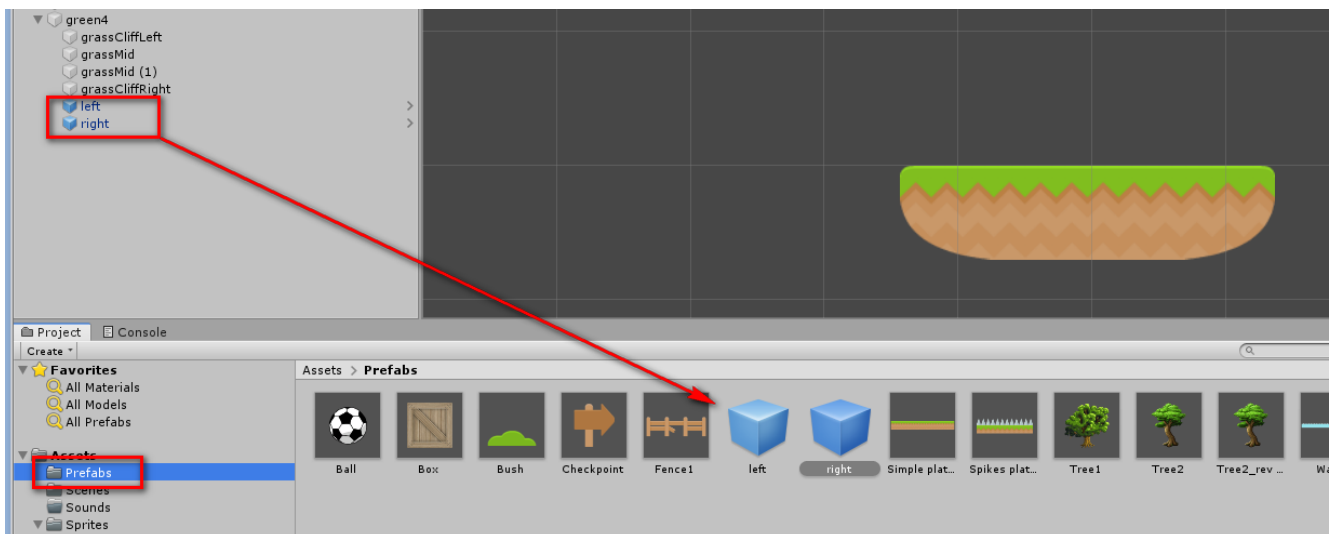 green4
grassCliffLeft
grassMid
grassMid (1)
grassCliffRight
left
right
Project Console
Create
Favorites
All Materials
All Models
All Prefabs
Assets
Prefabs
Scenes
Sounds
Sprites
Assets > Prefabs
Ball Box Bush Checkpoint Fence1 left right Simple plat... Spikes plat... Tree1 Tree2 Tree2_rev ... Wa